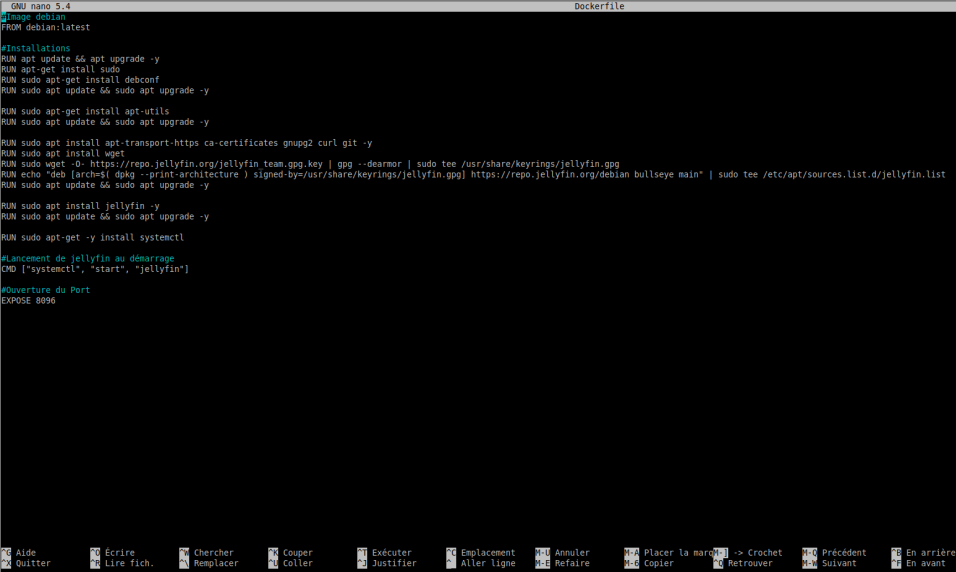 GNU nano 5.4 Dockerfile
#Image debian
FROM debian:latest
#Installations
RUN apt update && apt upgrade -y
RUN apt-get install sudo
RUN sudo apt-get install debconf
RUN sudo apt update && sudo apt upgrade -y
RUN sudo apt-get install apt-utils
RUN sudo apt update && sudo apt upgrade -y
RUN sudo apt install apt-transport-https ca-certificates gnupg2 curl git -y
RUN sudo apt install wget
RUN sudo wget -O- https://repo.jellyfin.org/jellyfin_team.gpg.key | gpg --dearmor | sudo tee /usr/share/keyrings/jellyfin.gpg
RUN echo "deb [arch=$( dpkg --print-architecture ) signed-by=/usr/share/keyrings/jellyfin.gpg] https://repo.jellyfin.org/debian bullseye main" | sudo tee /etc/apt/sources.list.d/jellyfin.list
RUN sudo apt update && sudo apt upgrade -y
RUN sudo apt install jellyfin -y
RUN sudo apt update && sudo apt upgrade -y
RUN sudo apt-get -y install systemctl
#Lancement de jellyfin au démarrage
CMD ["systemctl", "start", "jellyfin"]
#Ouverture du Port
EXPOSE 8096
^G Aide ^O Écrire ^W Chercher ^K Couper ^T Exécuter ^C Emplacement M-U Annuler M-A Placer la marq M-] -> Crochet M-Q Précédent ^B En arrière
^X Quitter ^R Lire fich. ^\ Remplacer ^U Coller ^J Justifier ^_ Aller ligne M-E Refaire M-6 Copier ^Q Retrouver M-W Suivant ^F En avant